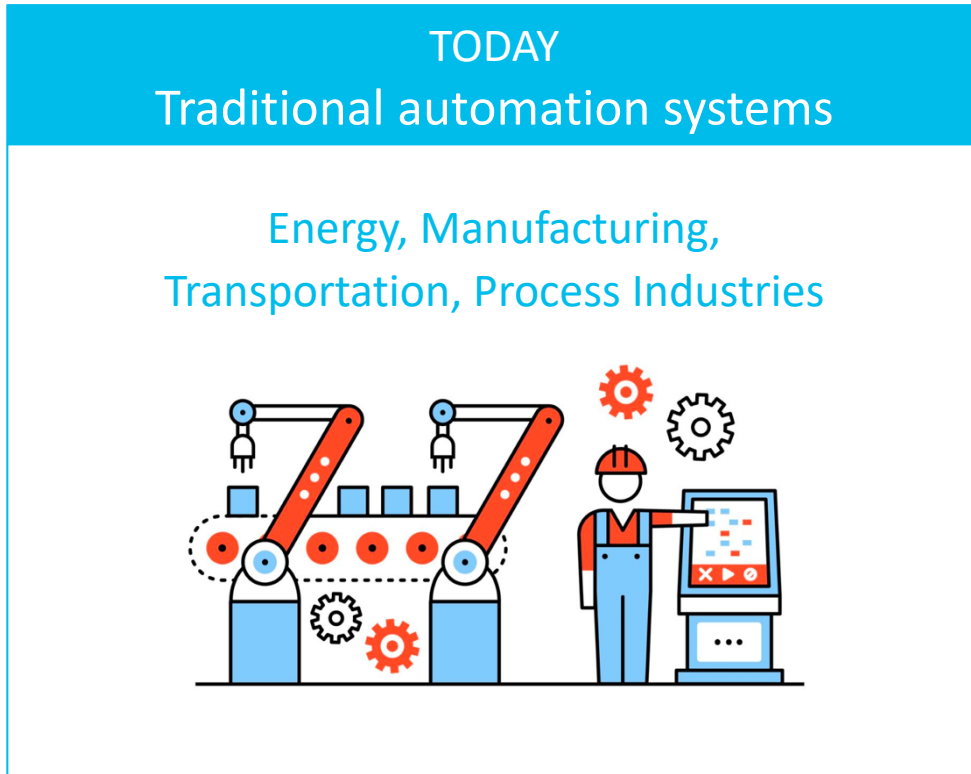 TODAY
Traditional automation systems
Energy, Manufacturing,
Transportation, Process Industries